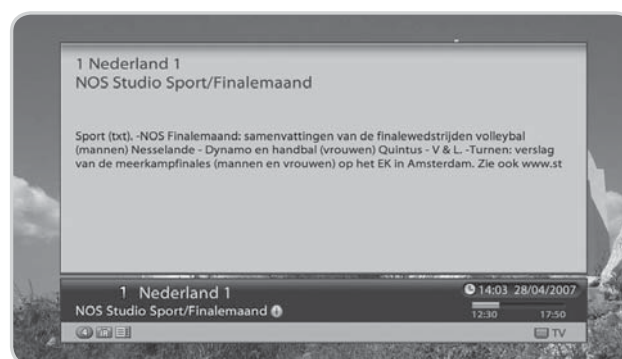 1 Nederland 1
NOS Studio Sport/Finalemaand
Sport (txt). -NOS Finalemaand: samenvattingen van de finalewedstrijden volleybal
(mannen) Nesselande - Dynamo en handbal (vrouwen) Quintus - V & L. -Turnen: verslag
van de meerkampfinales (mannen en vrouwen) op het EK in Amsterdam. Zie ook www.st
1 Nederland 1
14:03 28/04/2007
NOS Studio Sport/Finalemaand
12:30 17:50
TV